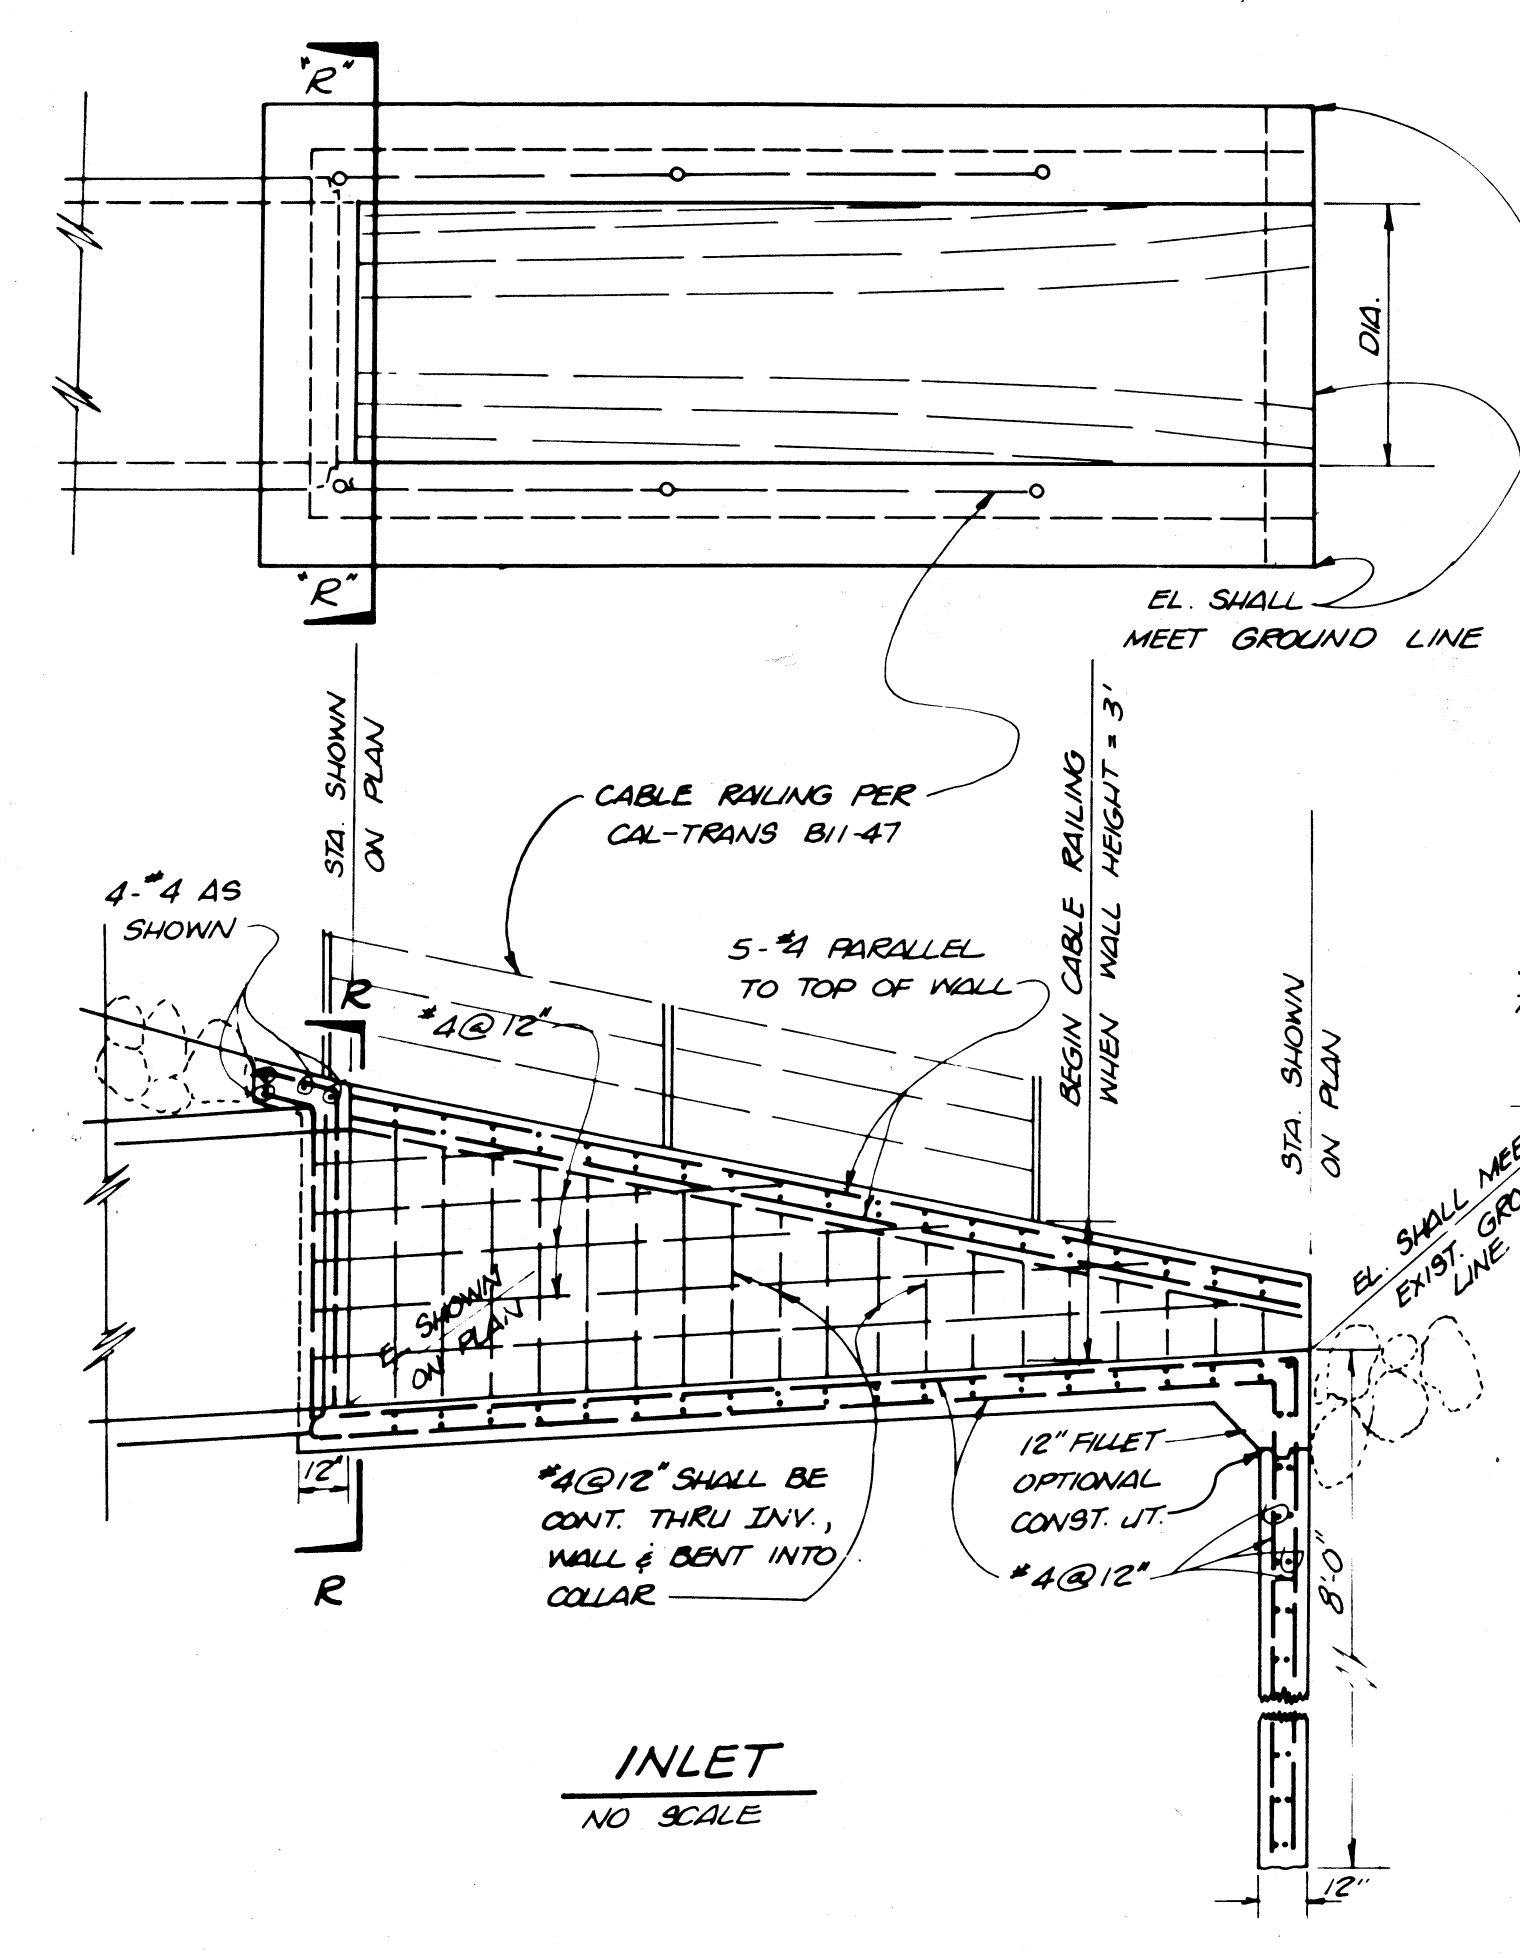 "R"
DIA.
"R"
EL. SHALL
MEET GROUND LINE
STA. SHOWN
ON PLAN
CABLE RAILING PER
CAL-TRANS B11-47
BEGIN CABLE RAILING
WHEN WALL HEIGHT = 3'
4-#4 AS
SHOWN
5-#4 PARALLEL
TO TOP OF WALL
R
#4@12"
STA. SHOWN
ON PLAN
EL. SHALL MEE
EXIST. GRO
LINE
EL. SHOWN
ON PLAN
12"
#4@12" SHALL BE
CONT. THRU INV.,
WALL & BENT INTO
COLLAR
12" FILLET
OPTIONAL
CONST. JT.
#4@12"
8'-0"
R
INLET
NO SCALE
12"